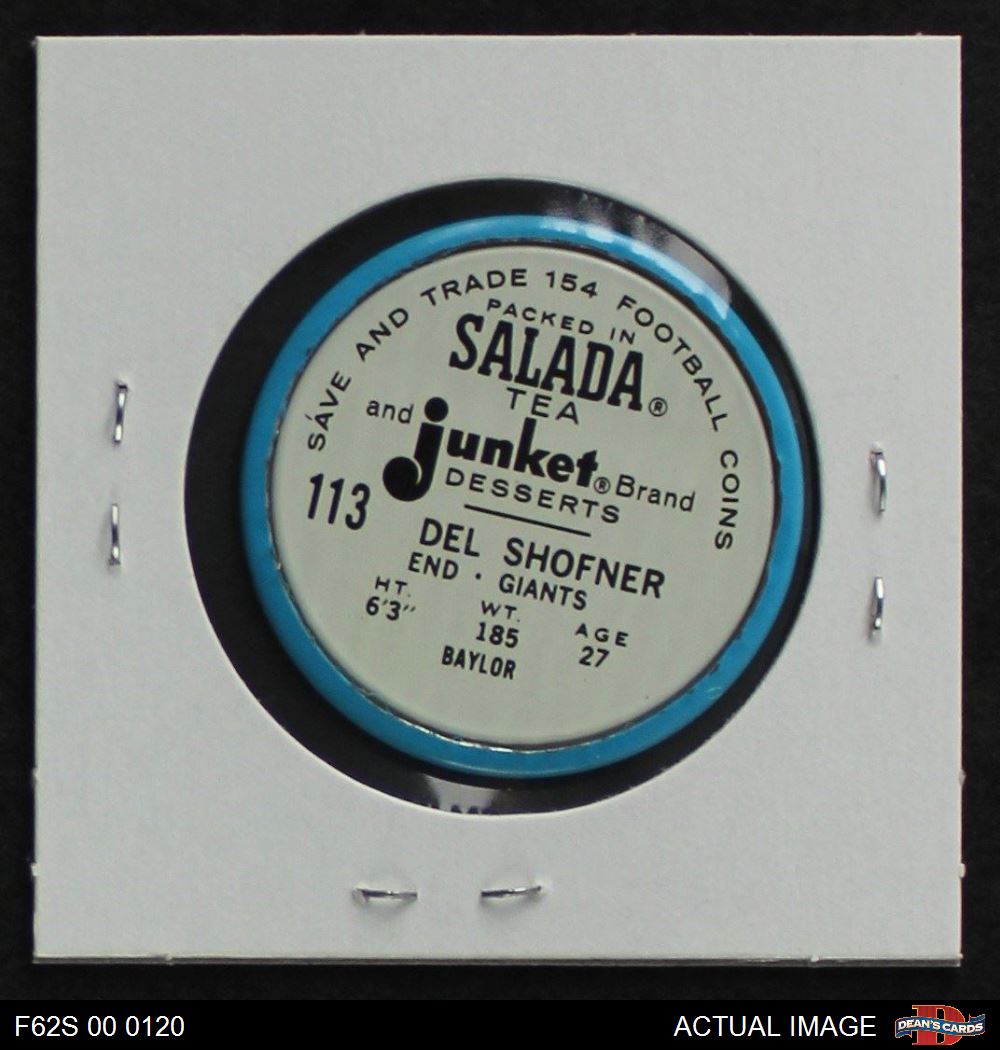 SAVE AND TRADE 154 FOOTBALL COINS
PACKED IN
SALADA®
TEA
and junket® Brand
DESSERTS
113
DEL SHOFNER
END · GIANTS
HT. WT. AGE
6'3" 185 27
BAYLOR
F62S 00 0120
ACTUAL IMAGE
DEAN'S CARDS